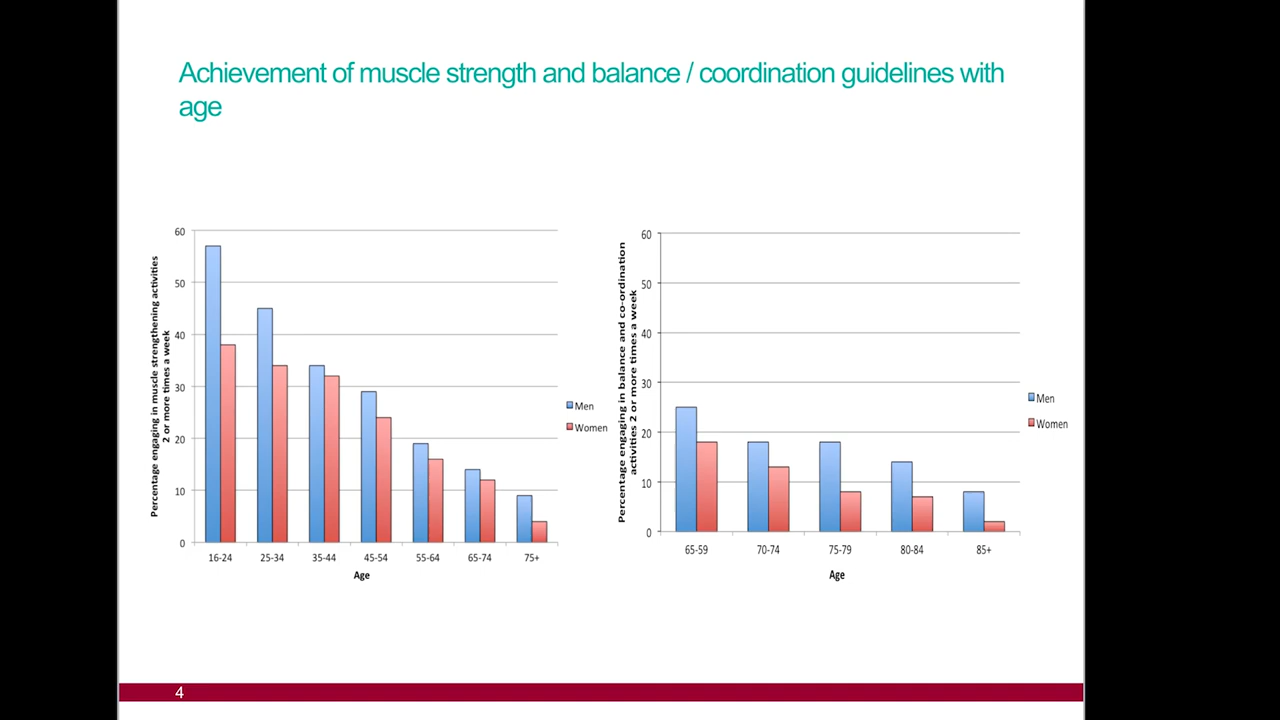 Achievement of muscle strength and balance / coordination guidelines with
age
Percentage engaging in muscle strengthening activities
2 or more times a week
60
50
40
30
20
10
0
16-24 25-34 35-44 45-54 55-64 65-74 75+
Age
Men
Women
Percentage engaging in balance and co-ordination
activities 2 or more times a week
60
50
40
30
20
10
0
65-59 70-74 75-79 80-84 85+
Age
Men
Women
4